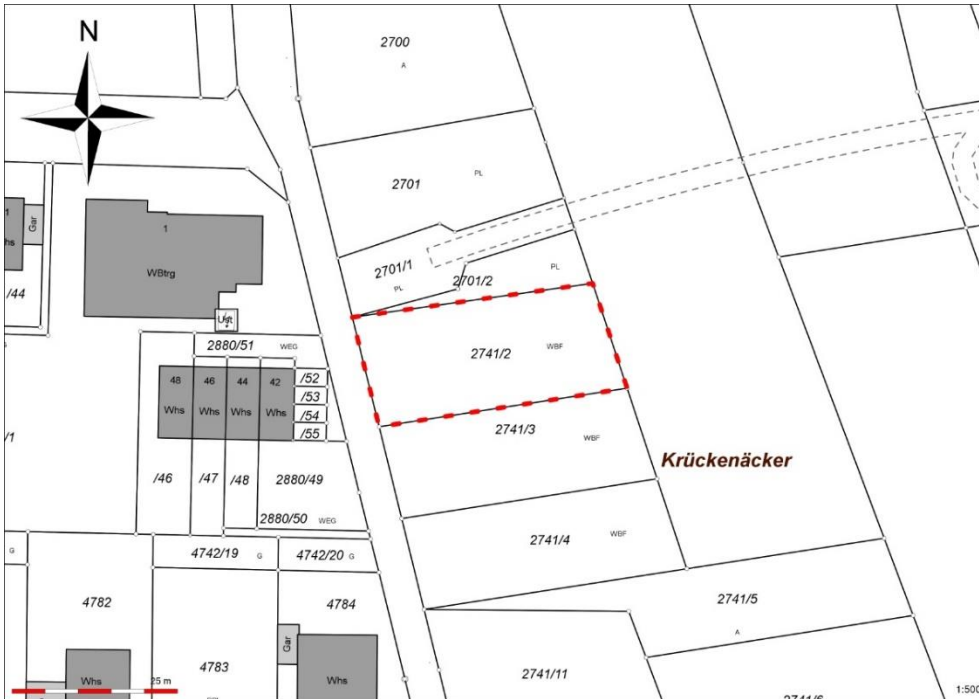 N
2700
A
2701
PL
1
1
Whs
Gar
WBtrg
Ust
/44
2701/1
PL
2701/2
PL
2880/51
WEG
2741/2
WBF
48
46
44
42
Whs
Whs
Whs
Whs
/52
/53
/54
/55
2741/3
WBF
Krückenäcker
/1
/46
/47
/48
2880/49
2880/50
WEG
2741/4
WBF
G
4742/19
G
4742/20
G
4782
4784
2741/5
A
Gar
4783
2741/11
Whs
Whs
25 m
2741/6